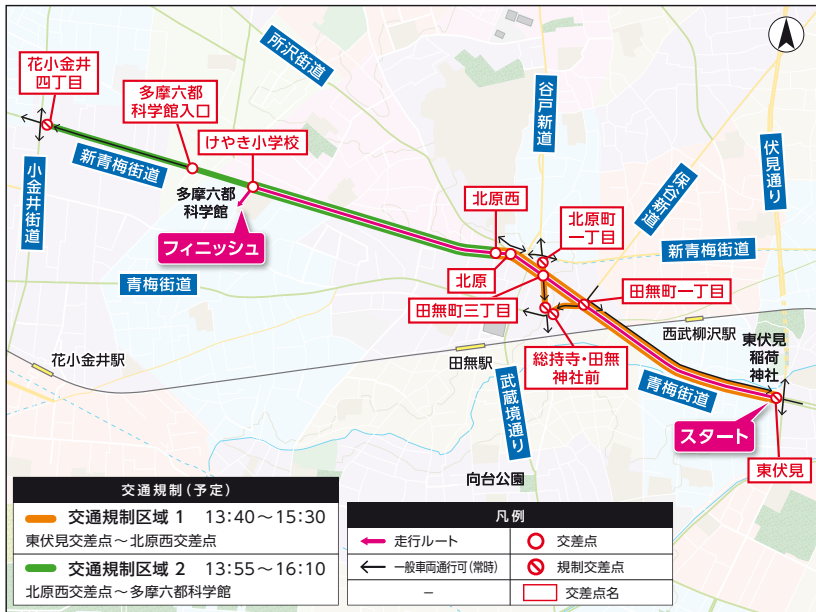 花小金井
四丁目
所沢街道
多摩六都
科学館入口
谷戸新道
けやき小学校
伏見通り
新青梅街道
保谷新道
小金井街道
多摩六都
科学館
北原西
北原町
一丁目
フィニッシュ
新青梅街道
青梅街道
北原
田無町三丁目
田無町一丁目
西武柳沢駅
東伏見
稲荷
神社
花小金井駅
田無駅
総持寺・田無
神社前
武蔵境通り
青梅街道
スタート
向台公園
東伏見
交通規制(予定)
交通規制区域 1 13:40〜15:30
東伏見交差点〜北原西交差点
交通規制区域 2 13:55〜16:10
北原西交差点〜多摩六都科学館
凡例
走行ルート
交差点
一般車両通行可(常時)
規制交差点
−
交差点名